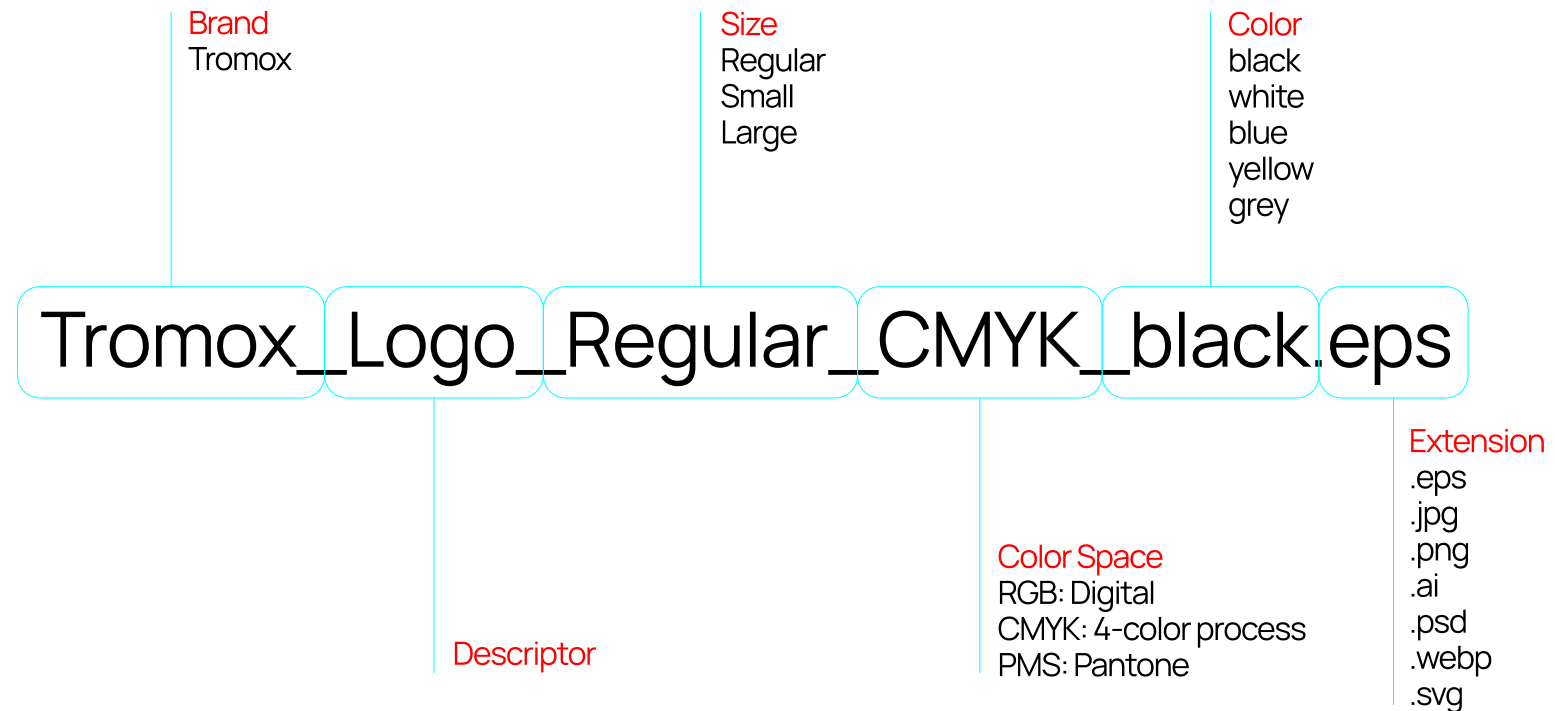 Brand
Tromox
Size
Regular
Small
Large
Color
black
white
blue
yellow
grey
Tromox_Logo_Regular_CMYK_black.eps
Descriptor
Color Space
RGB: Digital
CMYK: 4-color process
PMS: Pantone
Extension
.eps
.jpg
.png
.ai
.psd
.webp
.svg